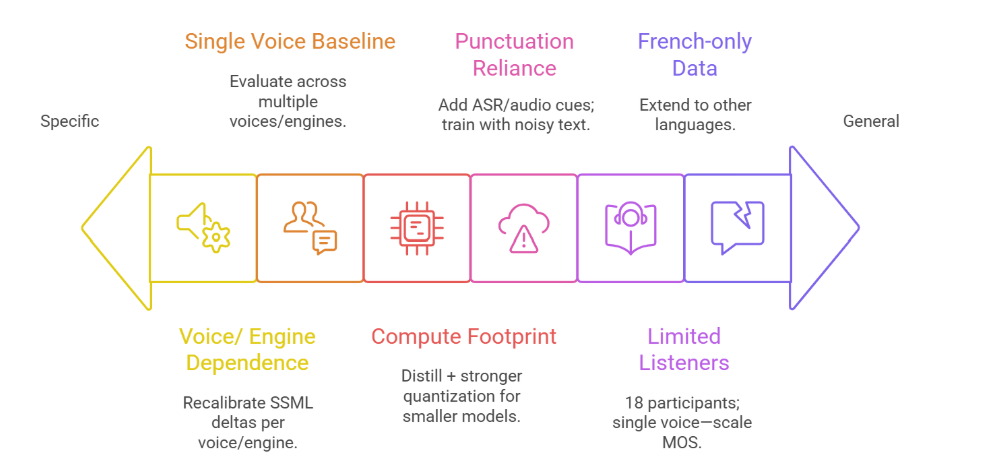 Single Voice Baseline
Evaluate across
multiple
voices/engines.
Punctuation
Reliance
Add ASR/audio cues;
train with noisy text.
French-only
Data
Extend to other
languages.
Specific
General
Voice/ Engine
Dependence
Recalibrate SSML
deltas per
voice/engine.
Compute Footprint
Distill + stronger
quantization for
smaller models.
Limited
Listeners
18 participants;
single voice—scale
MOS.